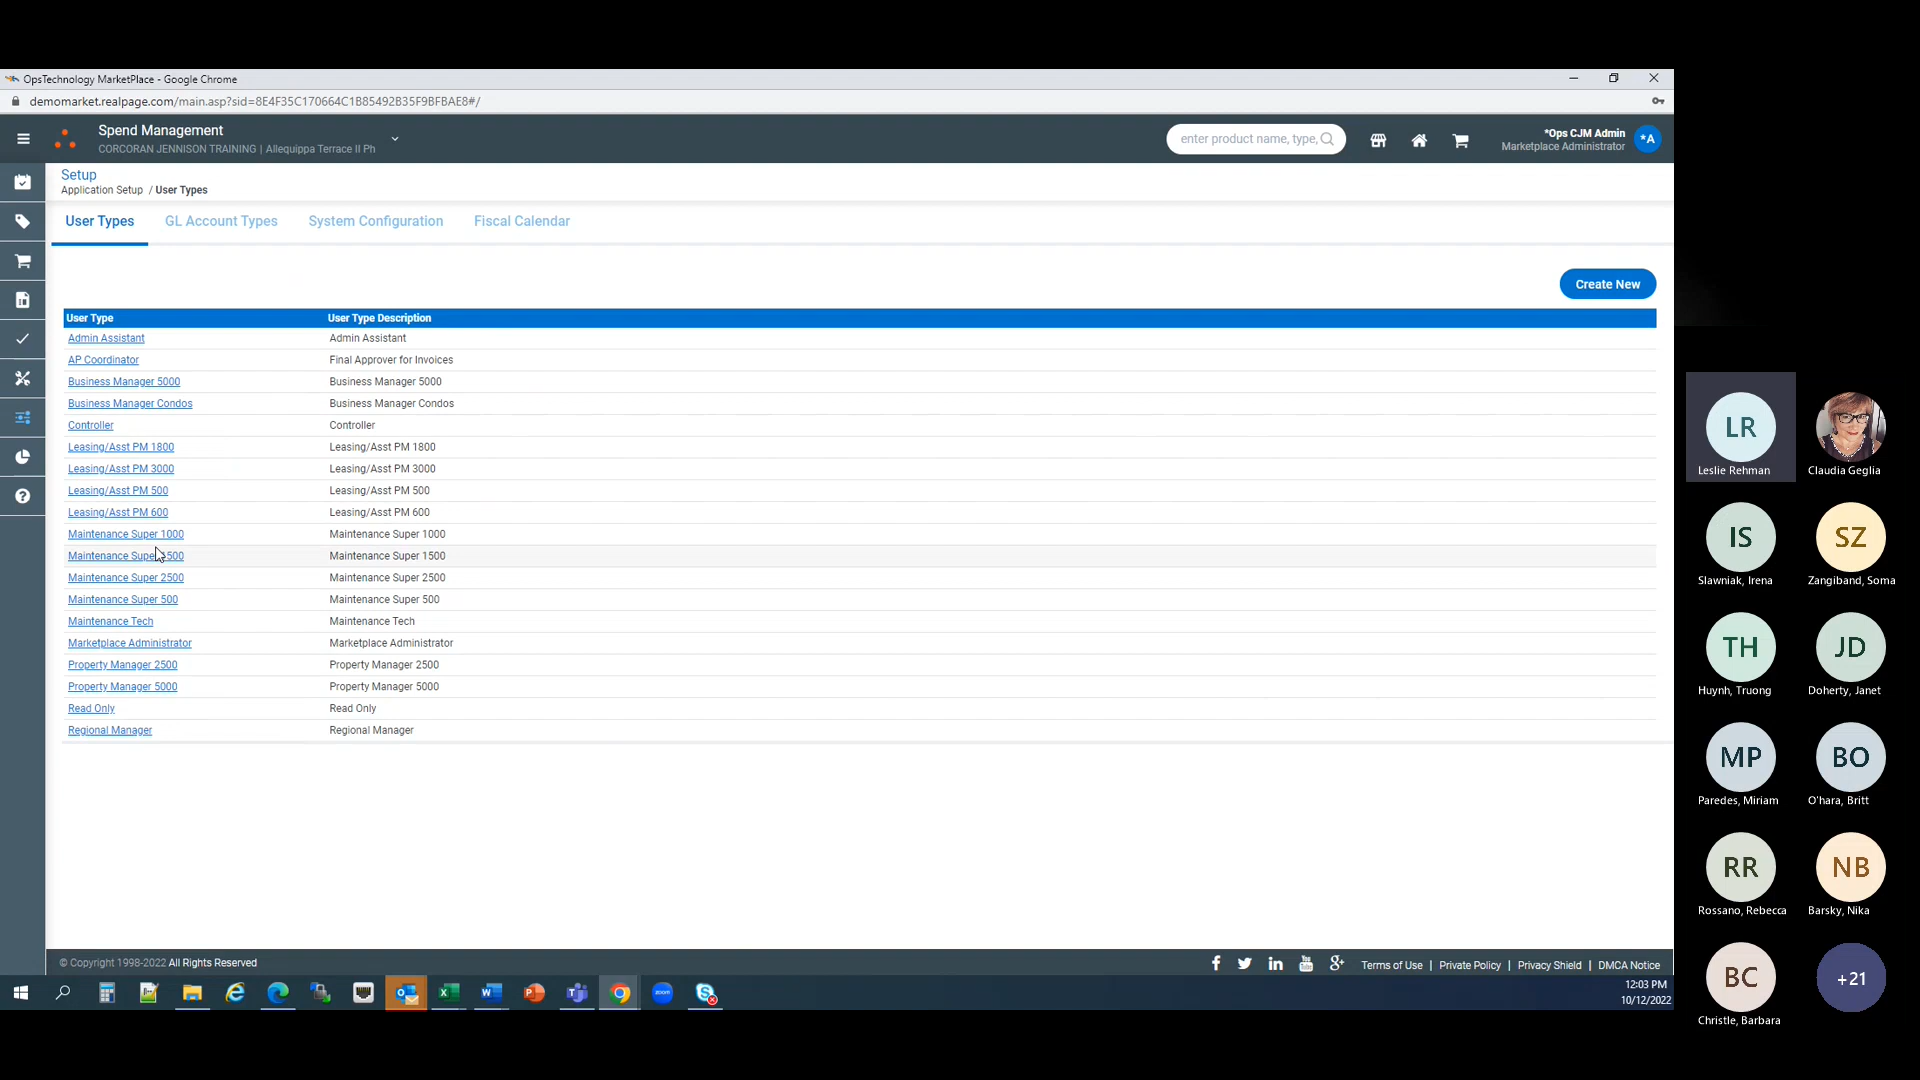 OpsTechnology MarketPlace - Google Chrome
demomarket.realpage.com/main.asp?sid=8E4F35C170664C1B85492B35F9BFBAE8#/
Spend Management
CORCORAN JENNISON TRAINING | Allequippa Terrace II Ph
enter product name, type,
*Ops CJM Admin
Marketplace Administrator
*A
Setup
Application Setup / User Types
User Types GL Account Types System Configuration Fiscal Calendar
Create New
User Type User Type Description
Admin Assistant Admin Assistant
AP Coordinator Final Approver for Invoices
Business Manager 5000 Business Manager 5000
Business Manager Condos Business Manager Condos
Controller Controller
Leasing/Asst PM 1800 Leasing/Asst PM 1800
Leasing/Asst PM 3000 Leasing/Asst PM 3000
Leasing/Asst PM 500 Leasing/Asst PM 500
Leasing/Asst PM 600 Leasing/Asst PM 600
Maintenance Super 1000 Maintenance Super 1000
Maintenance Super 1500 Maintenance Super 1500
Maintenance Super 2500 Maintenance Super 2500
Maintenance Super 500 Maintenance Super 500
Maintenance Tech Maintenance Tech
Marketplace Administrator Marketplace Administrator
Property Manager 2500 Property Manager 2500
Property Manager 5000 Property Manager 5000
Read Only Read Only
Regional Manager Regional Manager
© Copyright 1998-2022 All Rights Reserved
Terms of Use | Private Policy | Privacy Shield | DMCA Notice
12:03 PM
10/12/2022
LR
Leslie Rehman
Claudia Geglia
IS
Slawniak, Irena
SZ
Zangiband, Soma
TH
Huynh, Truong
JD
Doherty, Janet
MP
Paredes, Miriam
BO
O'hara, Britt
RR
Rossano, Rebecca
NB
Barsky, Nika
BC
Christle, Barbara
+21